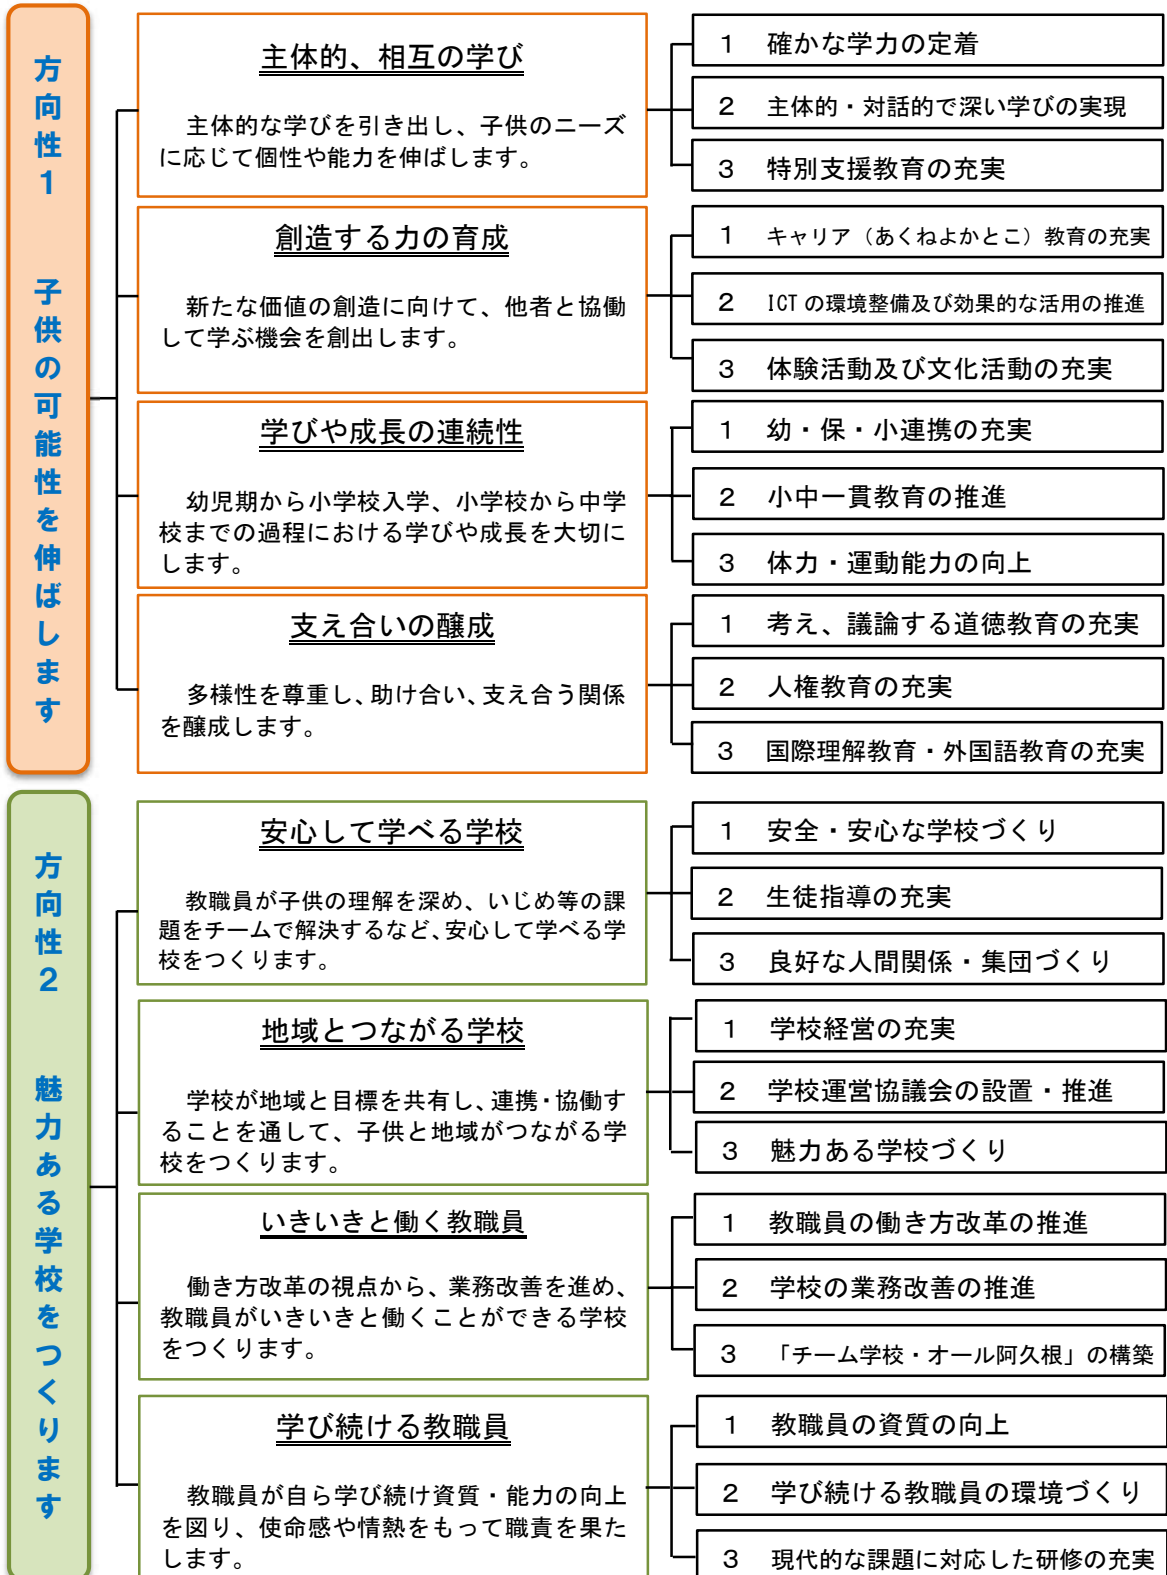 方向性1　子供の可能性を伸ばします
主体的、相互の学び
主体的な学びを引き出し、子供のニーズ
に応じて個性や能力を伸ばします。
1　確かな学力の定着
2　主体的・対話的で深い学びの実現
3　特別支援教育の充実
創造する力の育成
新たな価値の創造に向けて、他者と協働
して学ぶ機会を創出します。
1　キャリア（あくねよかとこ）教育の充実
2　ICTの環境整備及び効果的な活用の推進
3　体験活動及び文化活動の充実
学びや成長の連続性
幼児期から小学校入学、小学校から中学
校までの過程における学びや成長を大切に
します。
1　幼・保・小連携の充実
2　小中一貫教育の推進
3　体力・運動能力の向上
支え合いの醸成
多様性を尊重し、助け合い、支え合う関係
を醸成します。
1　考え、議論する道徳教育の充実
2　人権教育の充実
3　国際理解教育・外国語教育の充実
方向性2　魅力ある学校をつくります
安心して学べる学校
教職員が子供の理解を深め、いじめ等の課
題をチームで解決するなど、安心して学べる学
校をつくります。
1　安全・安心な学校づくり
2　生徒指導の充実
3　良好な人間関係・集団づくり
地域とつながる学校
学校が地域と目標を共有し、連携・協働す
ることを通して、子供と地域がつながる学
校をつくります。
1　学校経営の充実
2　学校運営協議会の設置・推進
3　魅力ある学校づくり
いきいきと働く教職員
働き方改革の視点から、業務改善を進め、
教職員がいきいきと働くことができる学校
をつくります。
1　教職員の働き方改革の推進
2　学校の業務改善の推進
3　「チーム学校・オール阿久根」の構築
学び続ける教職員
教職員が自ら学び続け資質・能力の向上
を図り、使命感や情熱をもって職責を果た
します。
1　教職員の資質の向上
2　学び続ける教職員の環境づくり
3　現代的な課題に対応した研修の充実